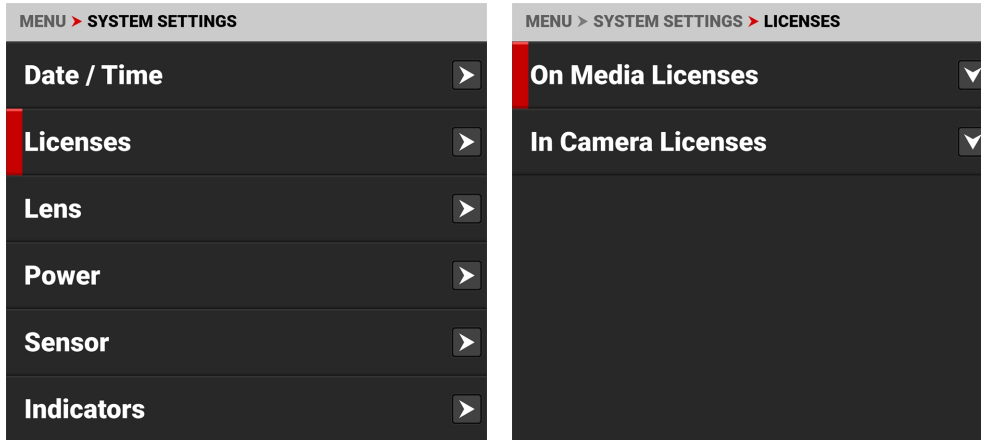 MENU ➤ SYSTEM SETTINGS
Date / Time
Licenses
Lens
Power
Sensor
Indicators
MENU ➤ SYSTEM SETTINGS ➤ LICENSES
On Media Licenses
In Camera Licenses